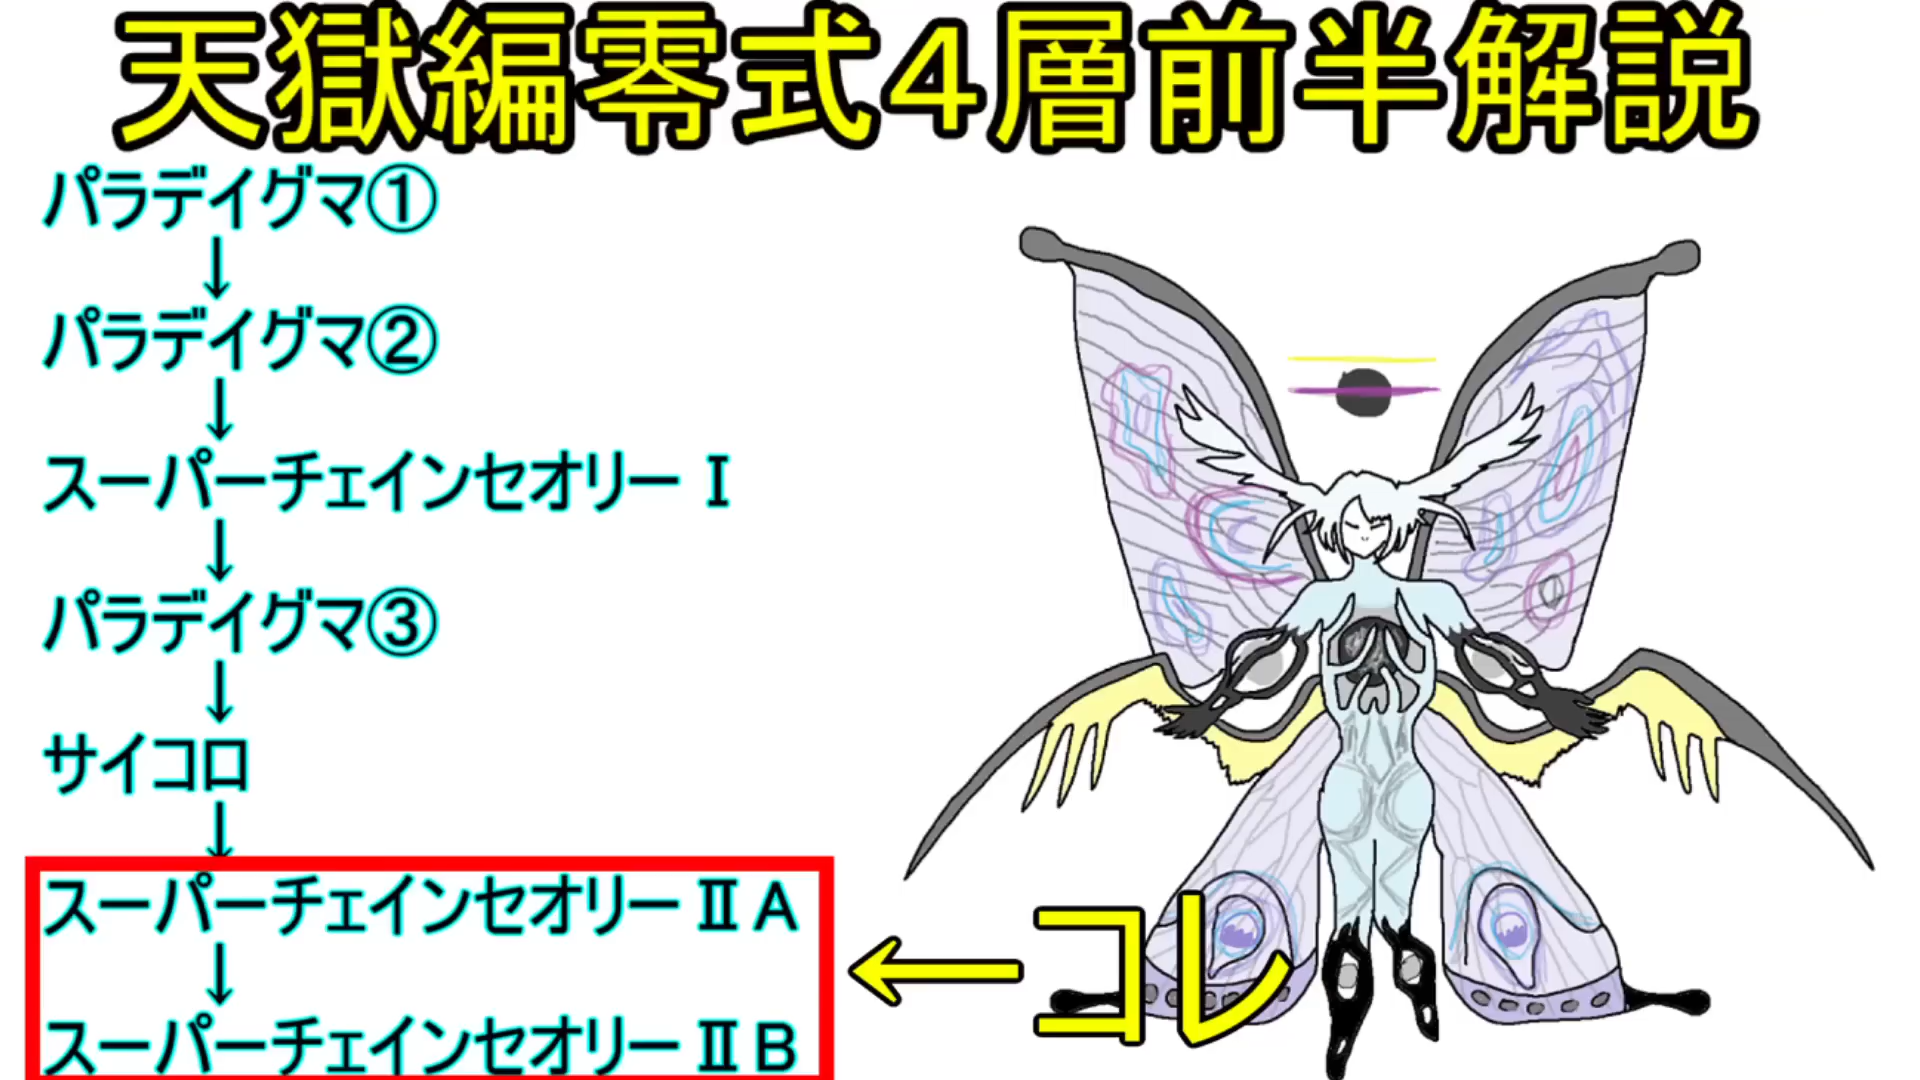 天獄編零式4層前半解説
パラデイグマ①
↓
パラデイグマ②
↓
スーパーチェインセオリーⅠ
↓
パラデイグマ③
↓
サイコロ
↓
スーパーチェインセオリーⅡA
↓
スーパーチェインセオリーⅡB
←コレ